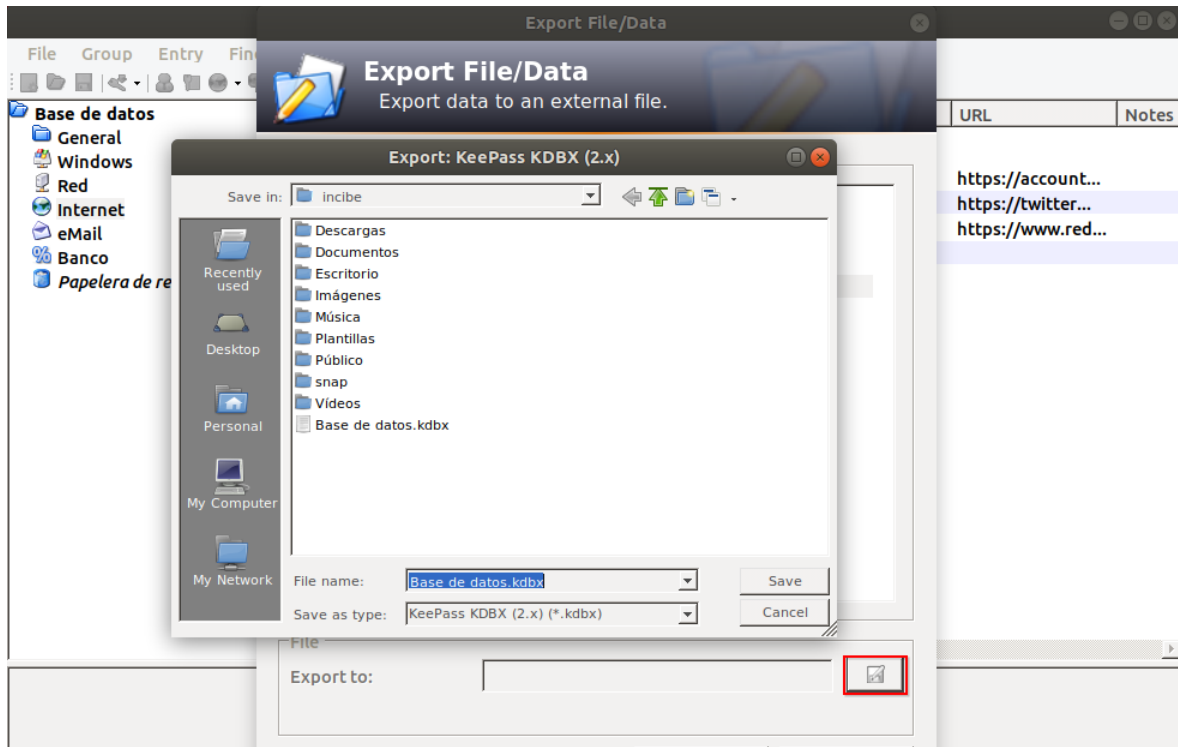 Export File/Data
File Group Entry Fin
Export File/Data
Export data to an external file.
Base de datos
General
Windows
Red
Internet
eMail
Banco
Papelera de re
URL Notes
https://account...
https://twitter...
https://www.red...
Export: KeePass KDBX (2.x)
Save in: incibe
Recently used
Desktop
Personal
My Computer
My Network
Descargas
Documentos
Escritorio
Imágenes
Música
Plantillas
Público
snap
Vídeos
Base de datos.kdbx
File name: Base de datos.kdbx Save
Save as type: KeePass KDBX (2.x) (*.kdbx) Cancel
File
Export to: